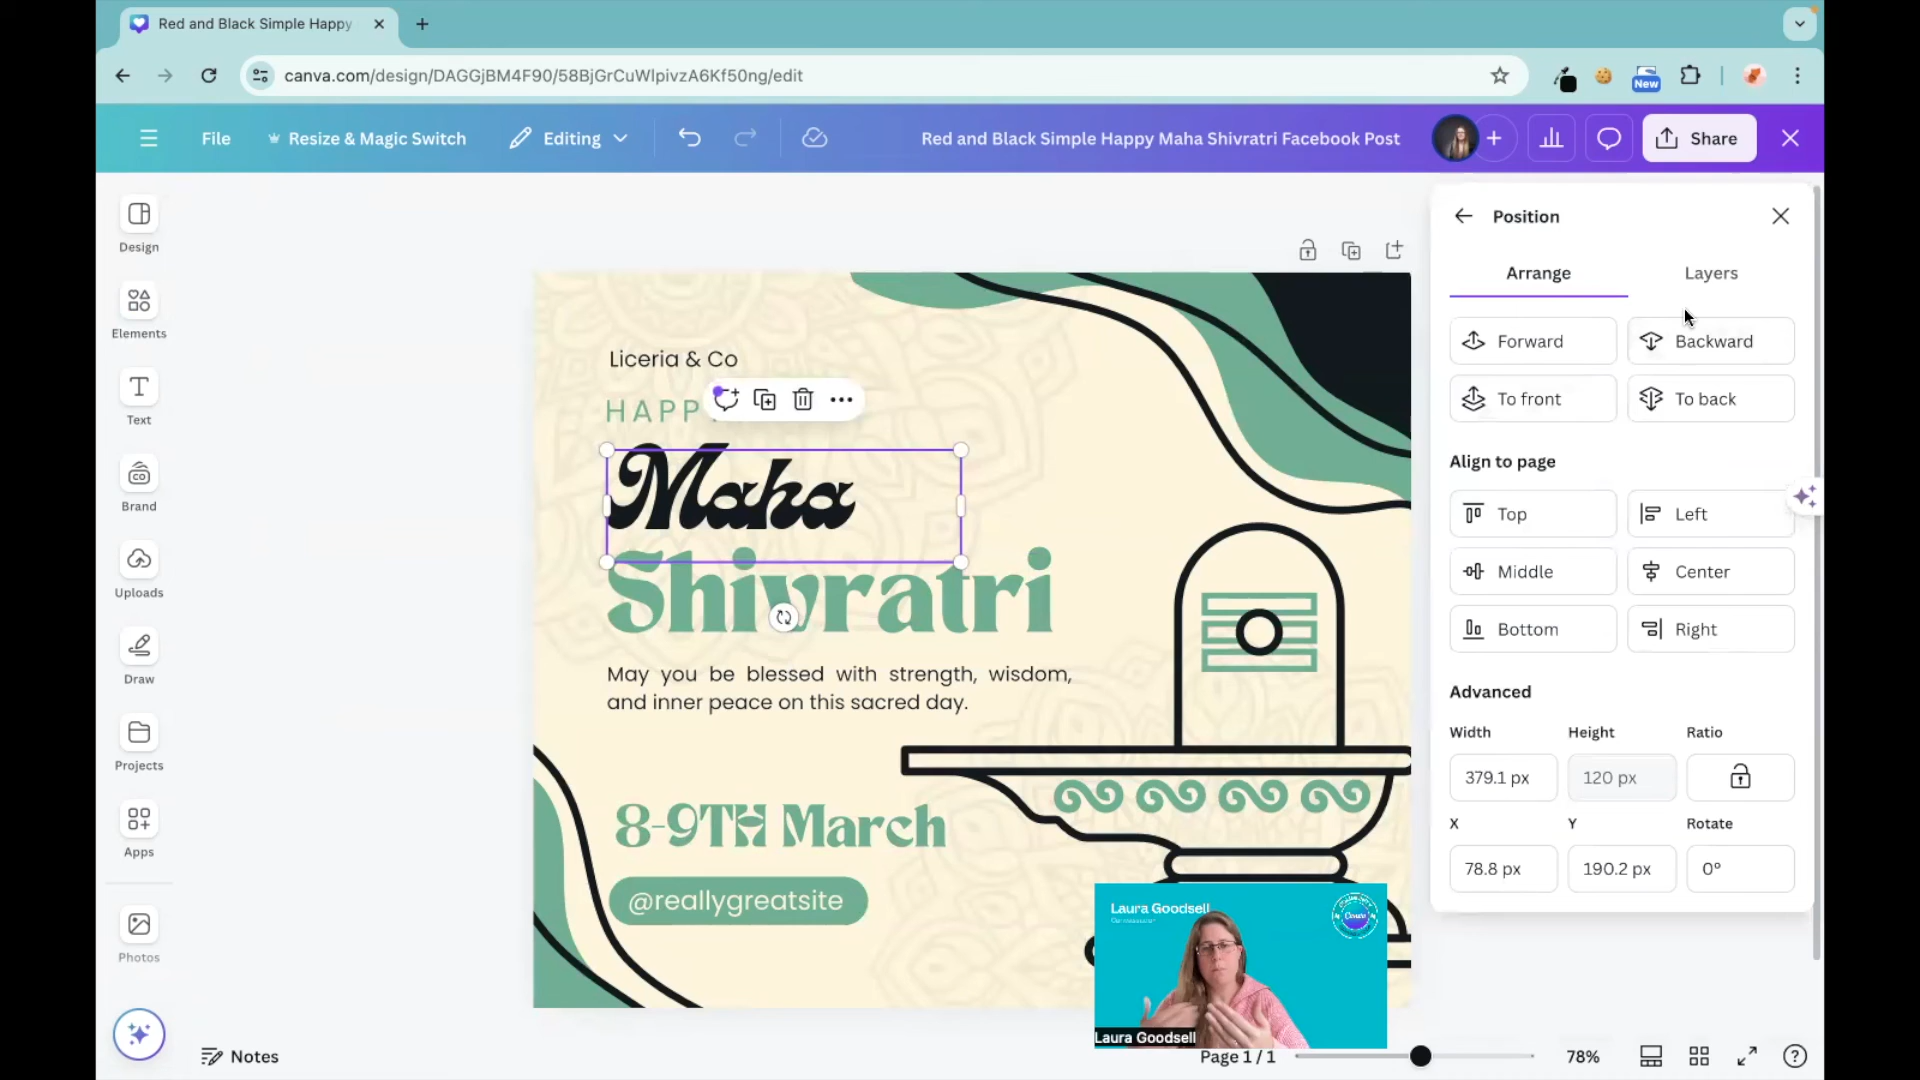 Red and Black Simple Happy
canva.com/design/DAGGjBM4F90/58BjGrCuWlpivzA6Kf50ng/edit
New
File
Resize & Magic Switch
Editing
Red and Black Simple Happy Maha Shivratri Facebook Post
Share
Design
Elements
Text
Brand
Uploads
Draw
Projects
Apps
Photos
Notes
Liceria & Co
HAPP
Maha
Shivratri
May you be blessed with strength, wisdom,
and inner peace on this sacred day.
8-9TH March
@reallygreatsite
Laura Goodsell
Canva
Laura Goodsell
Position
Arrange
Layers
Forward
Backward
To front
To back
Align to page
Top
Left
Middle
Center
Bottom
Right
Advanced
Width
Height
Ratio
379.1 px
120 px
X
Y
Rotate
78.8 px
190.2 px
0°
Page 1 / 1
78%